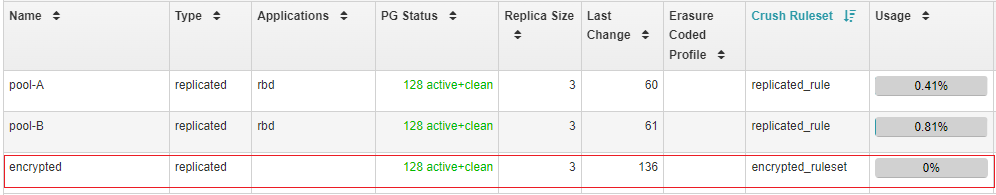 Name Type Applications PG Status Replica Size Last Change Erasure Coded Profile Crush Ruleset Usage
pool-A replicated rbd 128 active+clean 3 60 replicated_rule 0.41%
pool-B replicated rbd 128 active+clean 3 61 replicated_rule 0.81%
encrypted replicated 128 active+clean 3 136 encrypted_ruleset 0%